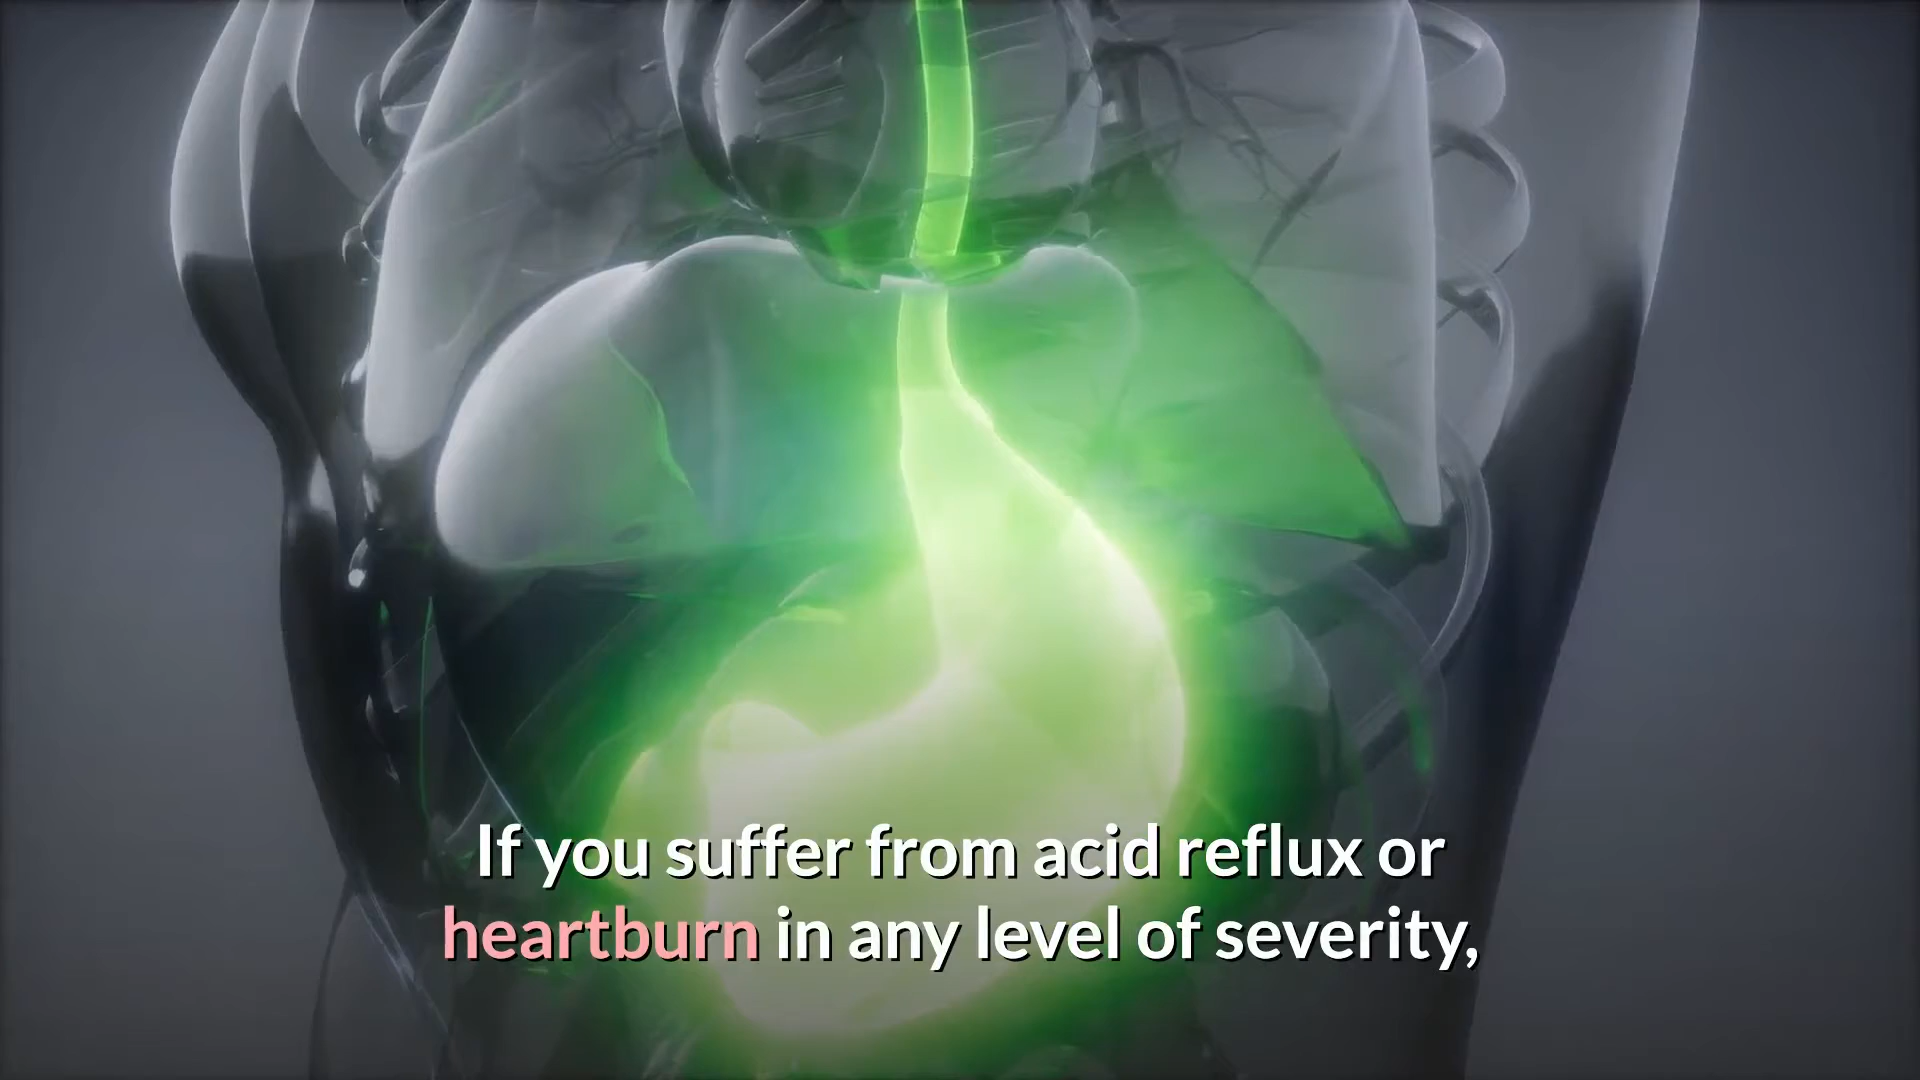 If you suffer from acid reflux or
heartburn in any level of severity,